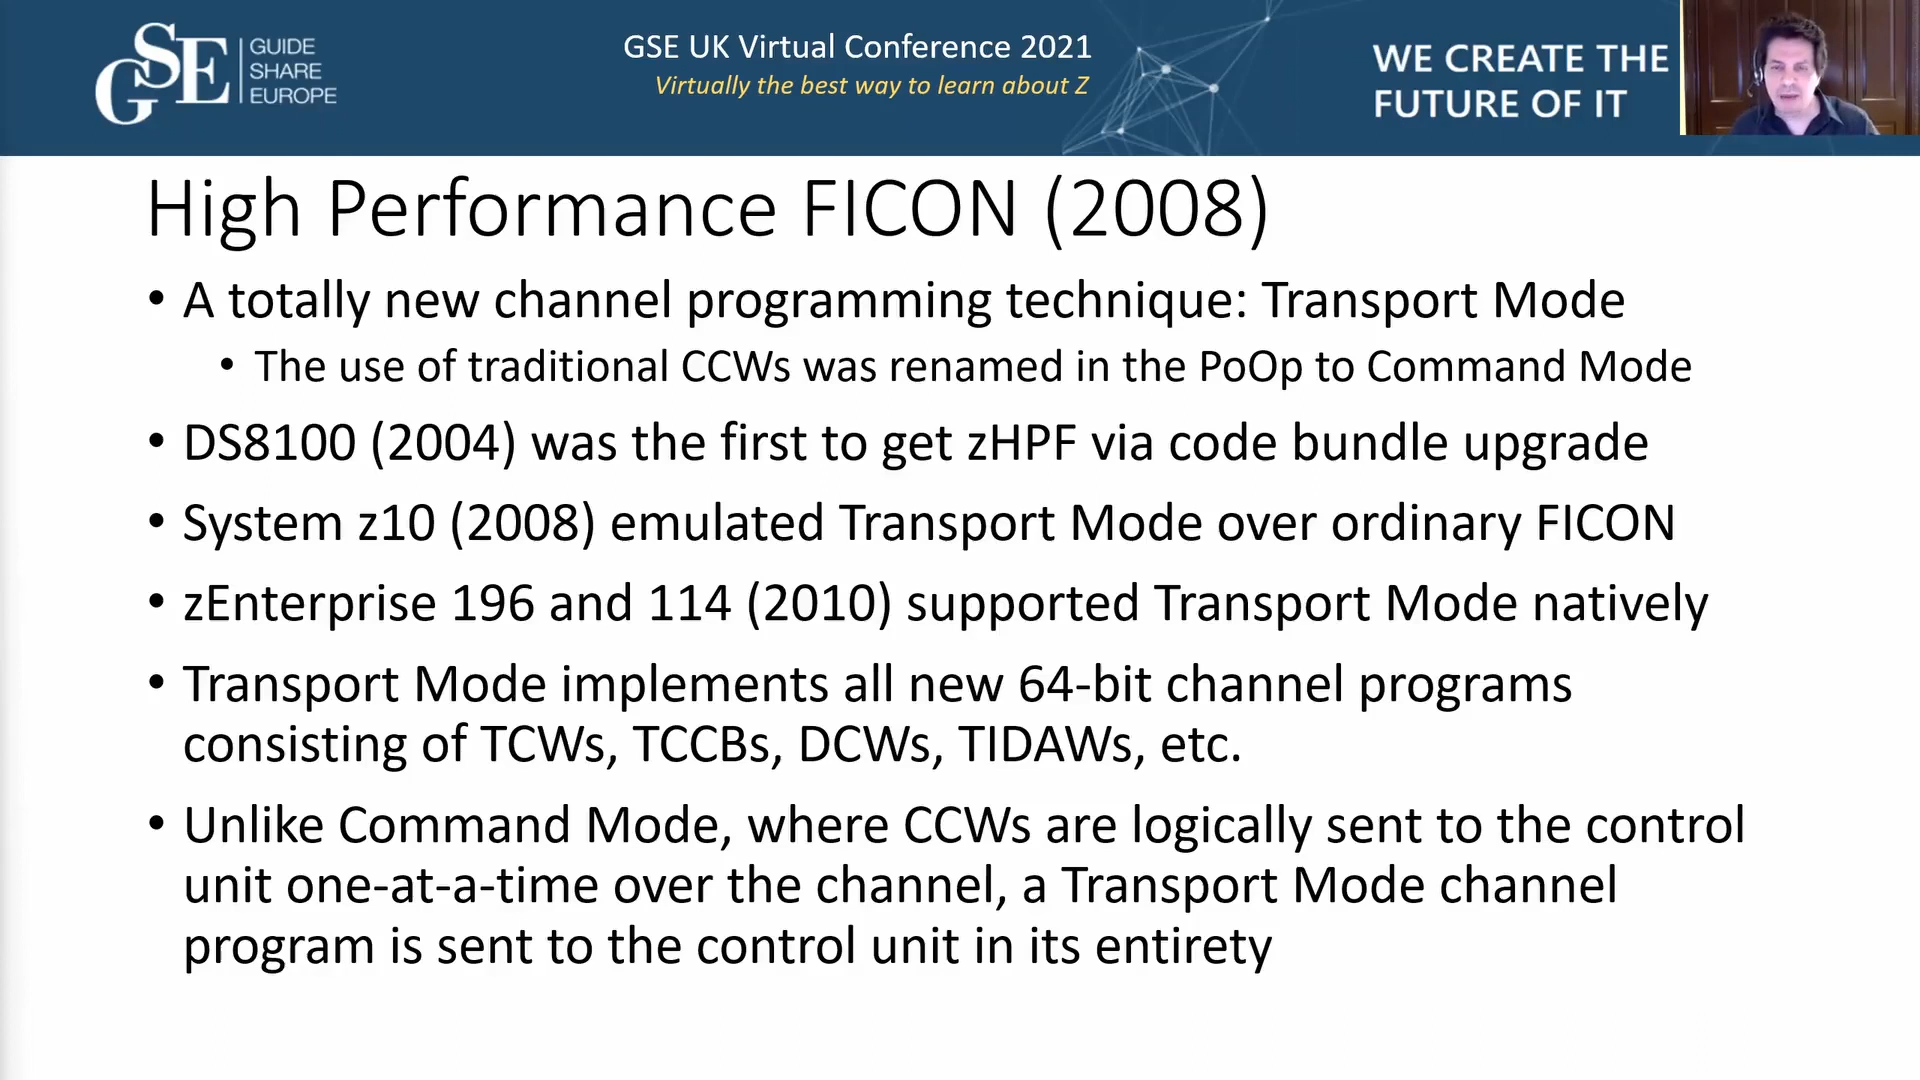 GSE
GUIDE
SHARE
EUROPE
GSE UK Virtual Conference 2021
Virtually the best way to learn about Z
WE CREATE THE
FUTURE OF IT
High Performance FICON (2008)
• A totally new channel programming technique: Transport Mode
• The use of traditional CCWs was renamed in the PoOp to Command Mode
• DS8100 (2004) was the first to get zHPF via code bundle upgrade
• System z10 (2008) emulated Transport Mode over ordinary FICON
• zEnterprise 196 and 114 (2010) supported Transport Mode natively
• Transport Mode implements all new 64-bit channel programs
consisting of TCWs, TCCBs, DCWs, TIDAWs, etc.
• Unlike Command Mode, where CCWs are logically sent to the control
unit one-at-a-time over the channel, a Transport Mode channel
program is sent to the control unit in its entirety